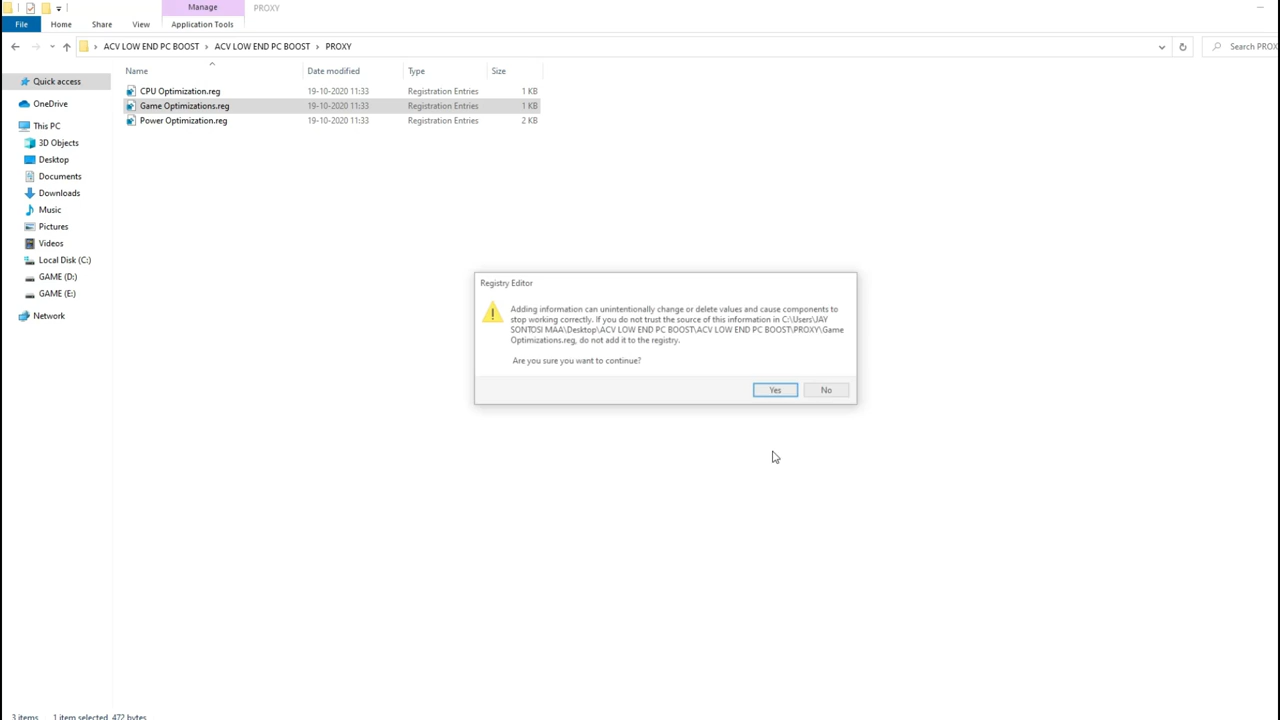 Manage
PROXY
File
Home
Share
View
Application Tools
ACV LOW END PC BOOST
ACV LOW END PC BOOST
PROXY
Search PROX
Name
Date modified
Type
Size
Quick access
OneDrive
This PC
3D Objects
Desktop
Documents
Downloads
Music
Pictures
Videos
Local Disk (C:)
GAME (D:)
GAME (E:)
Network
CPU Optimization.reg 19-10-2020 11:33 Registration Entries 1 KB
Game Optimizations.reg 19-10-2020 11:33 Registration Entries 1 KB
Power Optimization.reg 19-10-2020 11:33 Registration Entries 2 KB
Registry Editor
Adding information can unintentionally change or delete values and cause components to
stop working correctly. If you do not trust the source of this information in C:\Users\JAY
SONTOSI MAA\Desktop\ACV LOW END PC BOOST\ACV LOW END PC BOOST\PROXY\Game
Optimizations.reg, do not add it to the registry.
Are you sure you want to continue?
Yes
No
3 items 1 item selected 472 bytes